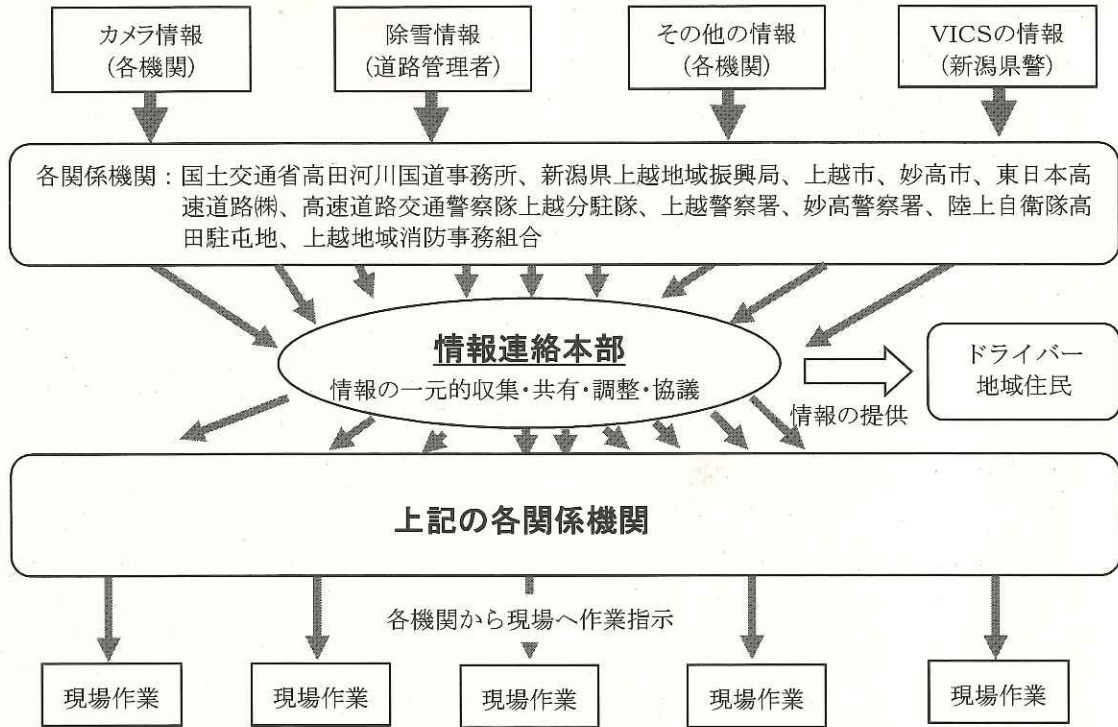 カメラ情報
(各機関)
除雪情報
(道路管理者)
その他の情報
(各機関)
VICSの情報
(新潟県警)
各関係機関：国土交通省高田河川国道事務所、新潟県上越地域振興局、上越市、妙高市、東日本高
速道路㈱、高速道路交通警察隊上越分駐隊、上越警察署、妙高警察署、陸上自衛隊高
田駐屯地、上越地域消防事務組合
情報連絡本部
情報の一元的収集・共有・調整・協議
ドライバー
地域住民
情報の提供
上記の各関係機関
各機関から現場へ作業指示
現場作業
現場作業
現場作業
現場作業
現場作業